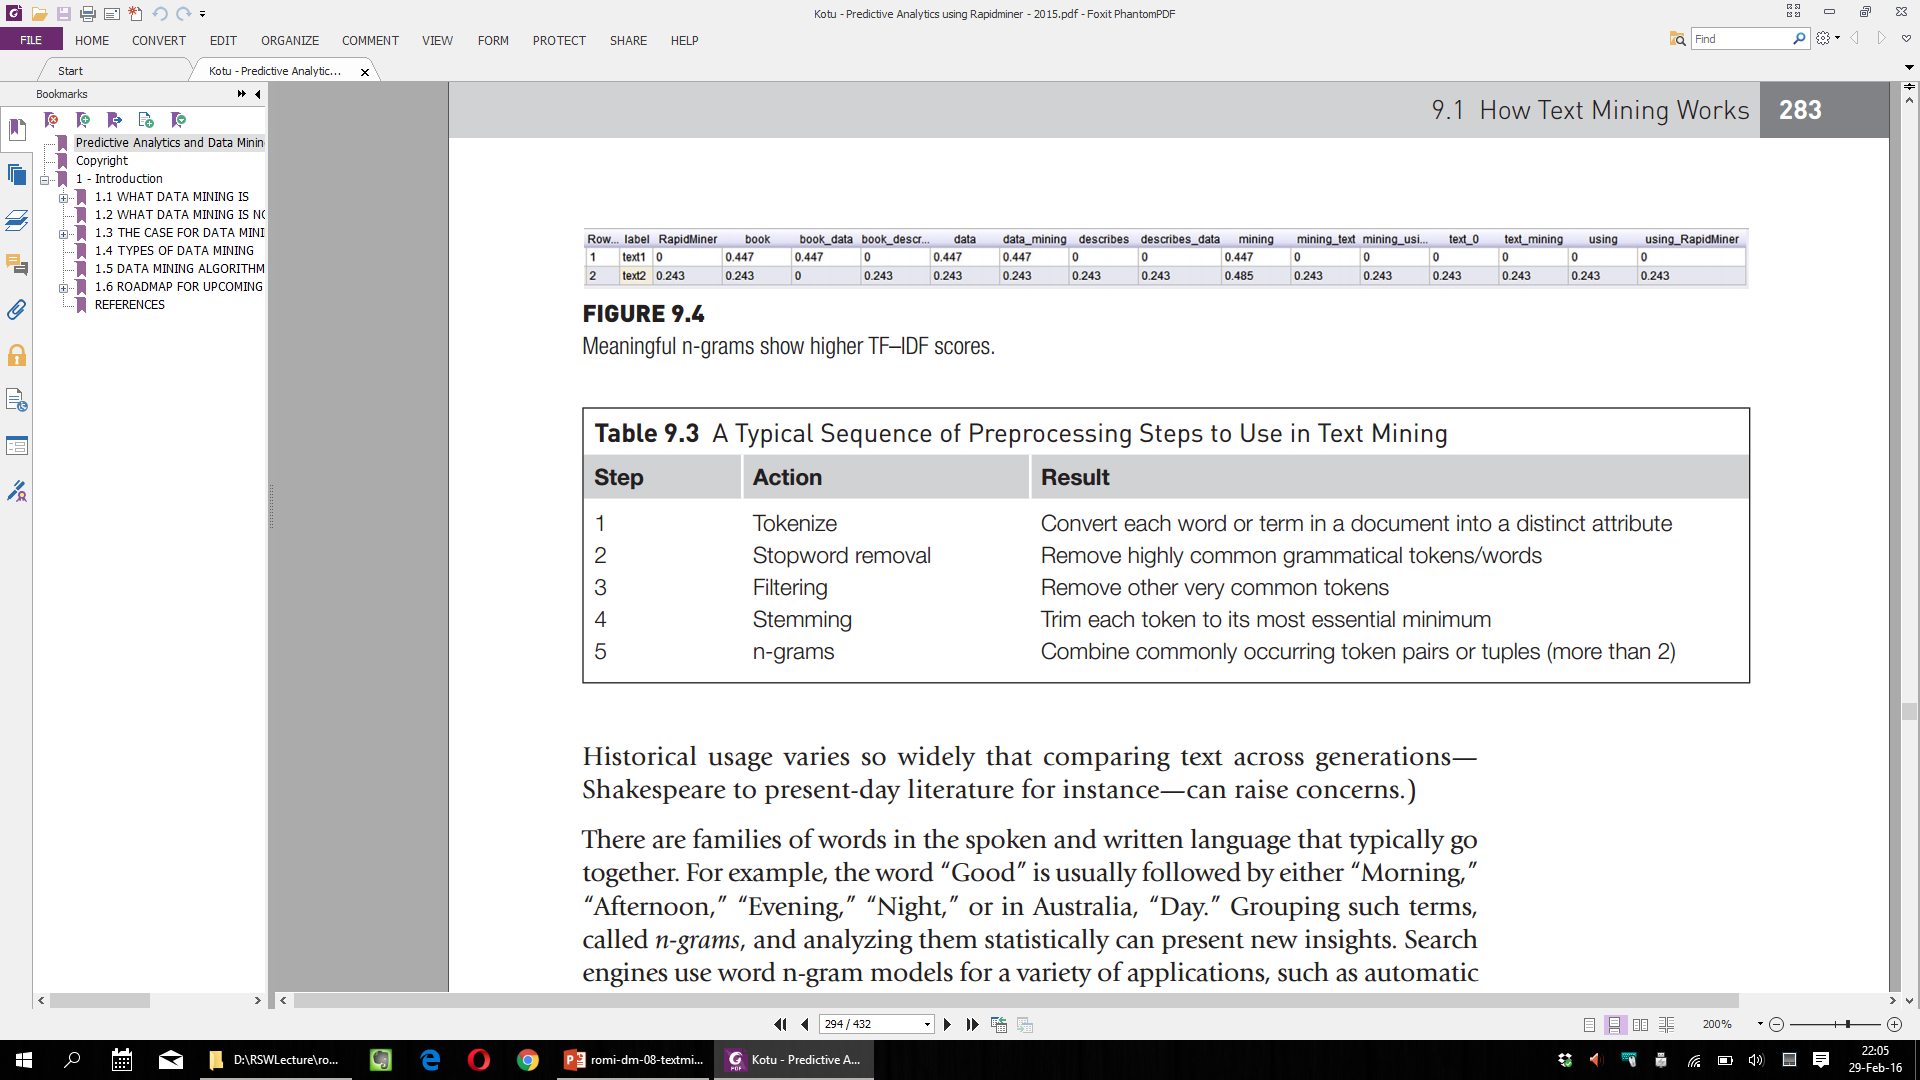 Kotu - Predictive Analytics using Rapidminer - 2015.pdf - Foxit PhantomPDF
FILE HOME CONVERT EDIT ORGANIZE COMMENT VIEW FORM PROTECT SHARE HELP
Find
Start
Kotu - Predictive Analytic...
Bookmarks
Predictive Analytics and Data Minin
Copyright
1 - Introduction
1.1 WHAT DATA MINING IS
1.2 WHAT DATA MINING IS NO
1.3 THE CASE FOR DATA MINI
1.4 TYPES OF DATA MINING
1.5 DATA MINING ALGORITHM
1.6 ROADMAP FOR UPCOMING
REFERENCES
9.1 How Text Mining Works 283
Row... label RapidMiner book book_data book_descr... data data_mining describes describes_data mining mining_text mining_usi... text_0 text_mining using using_RapidMiner
1 text1 0 0.447 0.447 0 0.447 0.447 0 0 0.447 0 0 0 0 0 0
2 text2 0.243 0.243 0 0.243 0.243 0.243 0.243 0.243 0.485 0.243 0.243 0.243 0.243 0.243 0.243
FIGURE 9.4
Meaningful n-grams show higher TF–IDF scores.
Table 9.3 A Typical Sequence of Preprocessing Steps to Use in Text Mining
Step Action Result
1 Tokenize Convert each word or term in a document into a distinct attribute
2 Stopword removal Remove highly common grammatical tokens/words
3 Filtering Remove other very common tokens
4 Stemming Trim each token to its most essential minimum
5 n-grams Combine commonly occurring token pairs or tuples (more than 2)
Historical usage varies so widely that comparing text across generations—
Shakespeare to present-day literature for instance—can raise concerns.)
There are families of words in the spoken and written language that typically go
together. For example, the word “Good” is usually followed by either “Morning,”
“Afternoon,” “Evening,” “Night,” or in Australia, “Day.” Grouping such terms,
called n-grams, and analyzing them statistically can present new insights. Search
engines use word n-gram models for a variety of applications, such as automatic
294 / 432
200%
D:\RSWLecture\ro...
romi-dm-08-textmi...
Kotu - Predictive A...
22:05
29-Feb-16